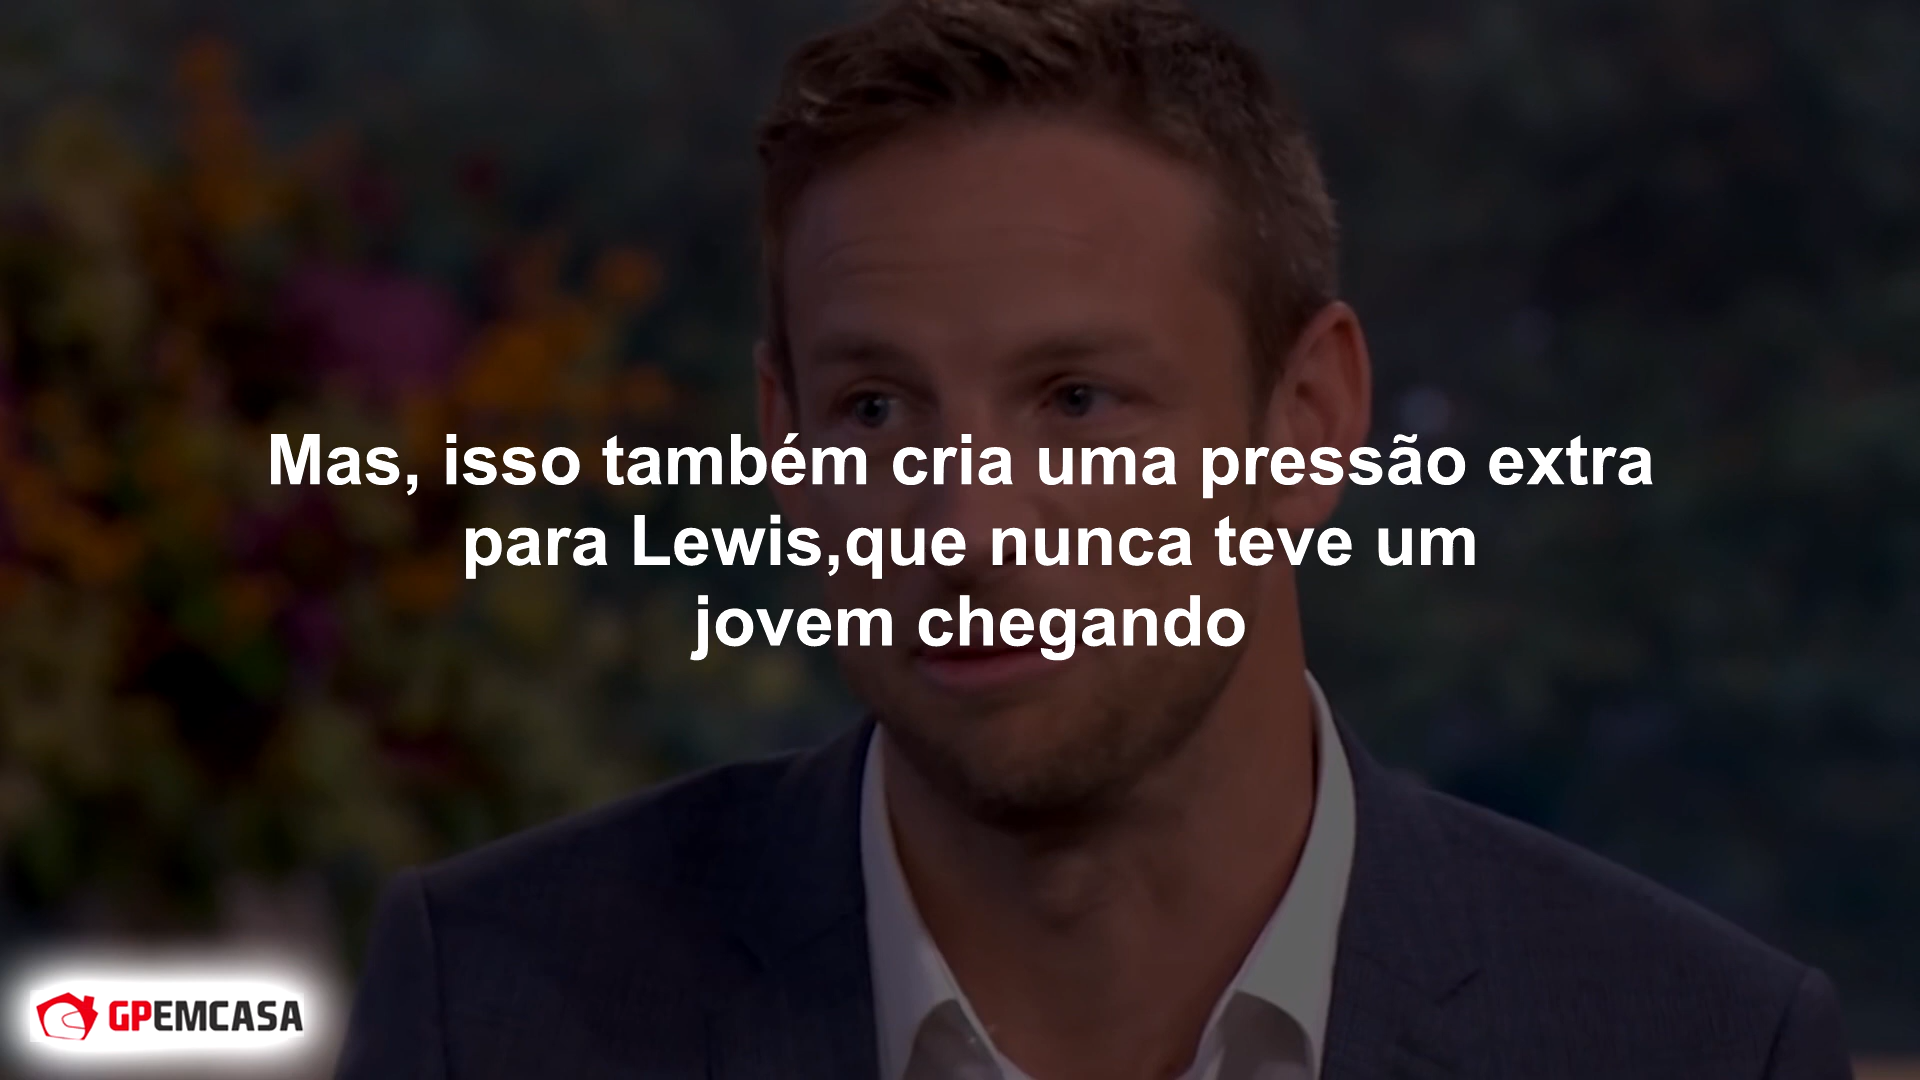 Mas, isso também cria uma pressão extra
para Lewis,que nunca teve um
jovem chegando
GPEMCASA